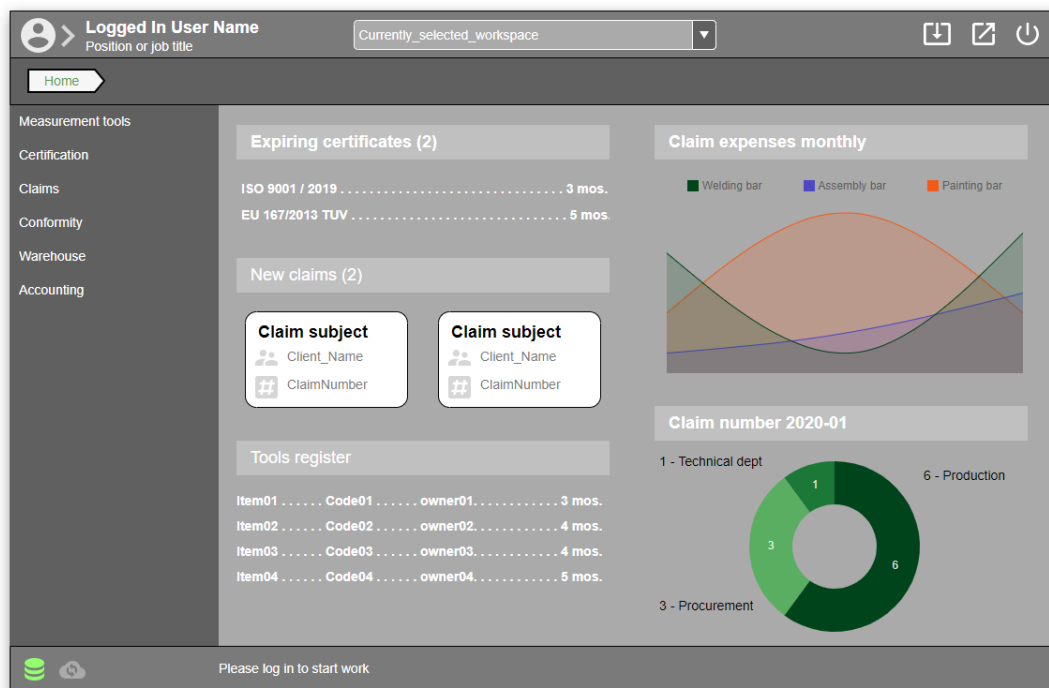 Logged In User Name
Position or job title
Currently_selected_workspace
Home
Measurement tools
Certification
Claims
Conformity
Warehouse
Accounting
Expiring certificates (2)
ISO 9001 / 2019 . . . . . . . . . . . . . . . . . . . . . . . . . . . . 3 mos.
EU 167/2013 TUV . . . . . . . . . . . . . . . . . . . . . . . . . . . 5 mos.
New claims (2)
Claim subject
Client_Name
ClaimNumber
Claim subject
Client_Name
ClaimNumber
Tools register
Item01 . . . . . . Code01 . . . . . . owner01. . . . . . . . . . . 3 mos.
Item02 . . . . . . Code02 . . . . . . owner02. . . . . . . . . . . 4 mos.
Item03 . . . . . . Code03 . . . . . . owner03. . . . . . . . . . . 4 mos.
Item04 . . . . . . Code04 . . . . . . owner04. . . . . . . . . . . 5 mos.
Claim expenses monthly
Welding bar Assembly bar Painting bar
Claim number 2020-01
1 - Technical dept
6 - Production
1
3
6
3 - Procurement
Please log in to start work